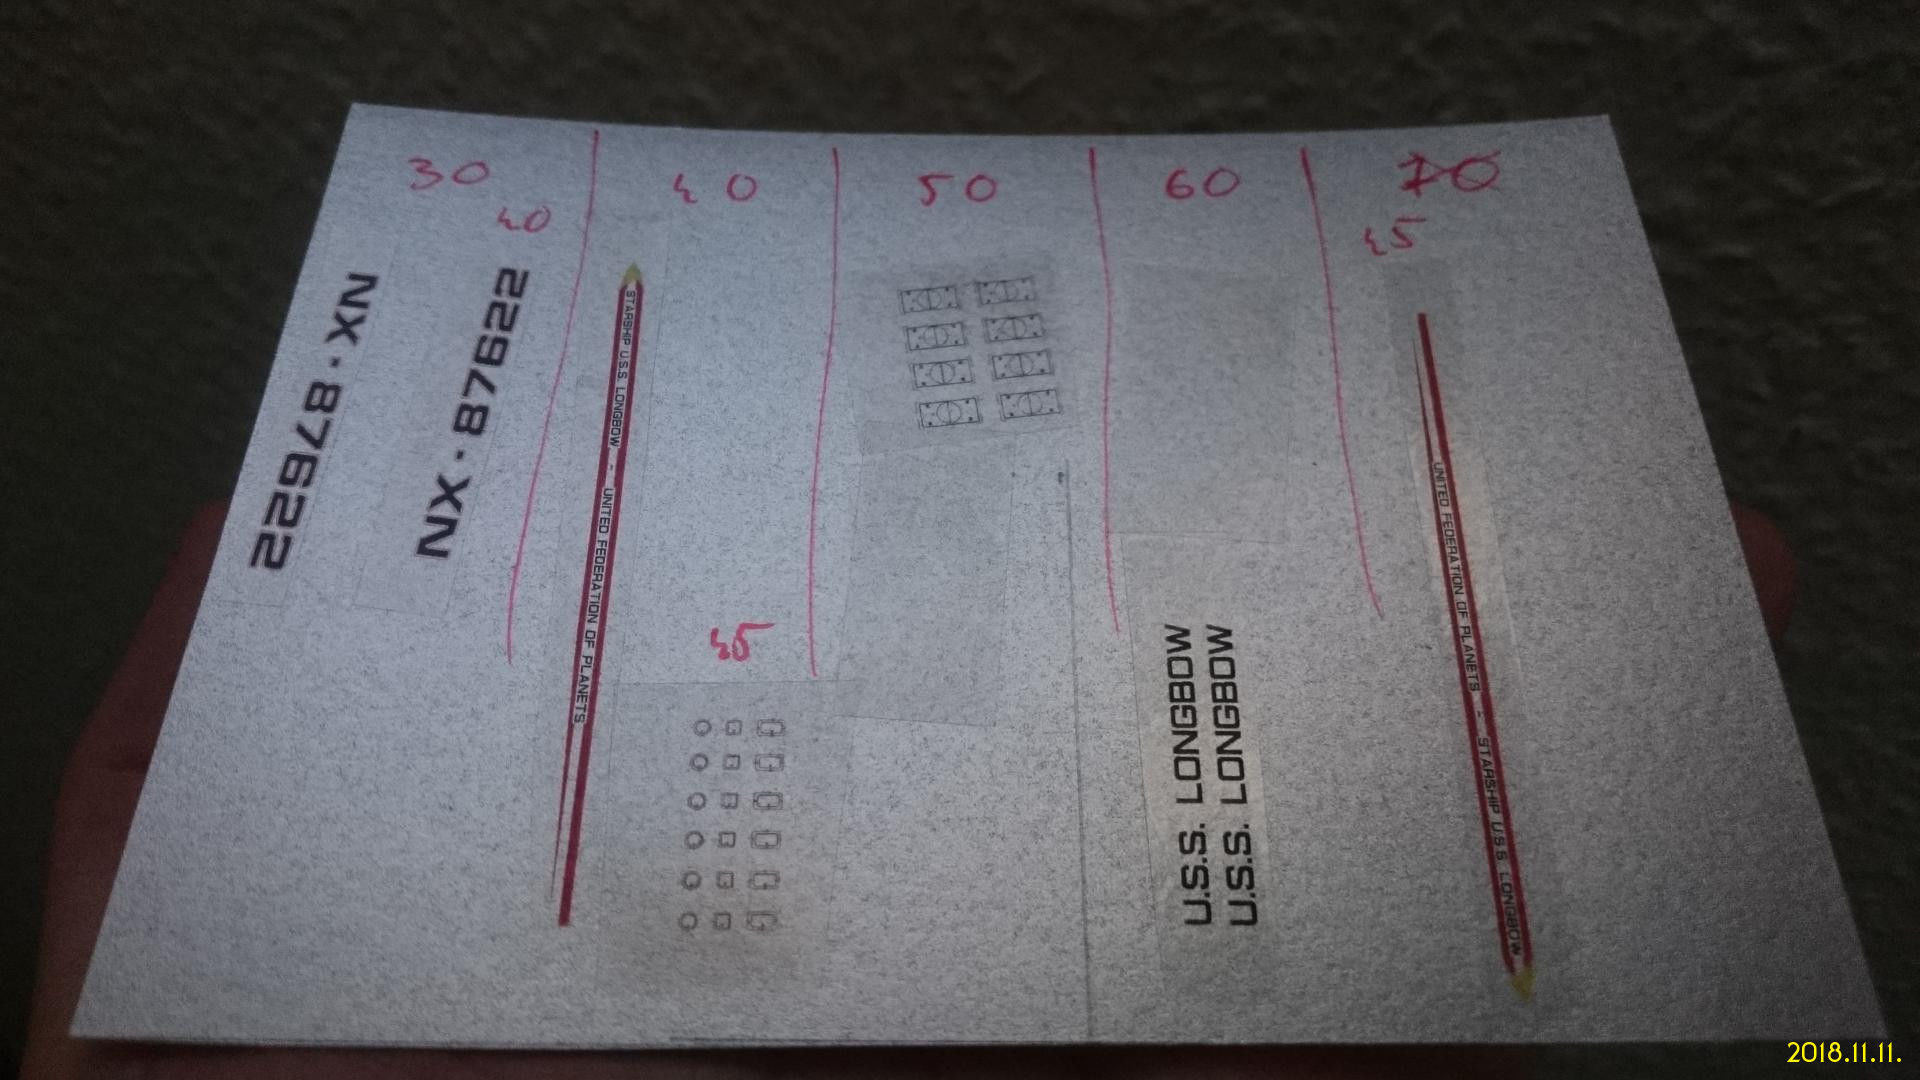 30
40
50
60
70
40
45
NX·87622
NX·87622
STARSHIP U.S.S. LONGBOW - UNITED FEDERATION OF PLANETS
45
U.S.S. LONGBOW
U.S.S. LONGBOW
UNITED FEDERATION OF PLANETS - STARSHIP U.S.S. LONGBOW
2018.11.11.